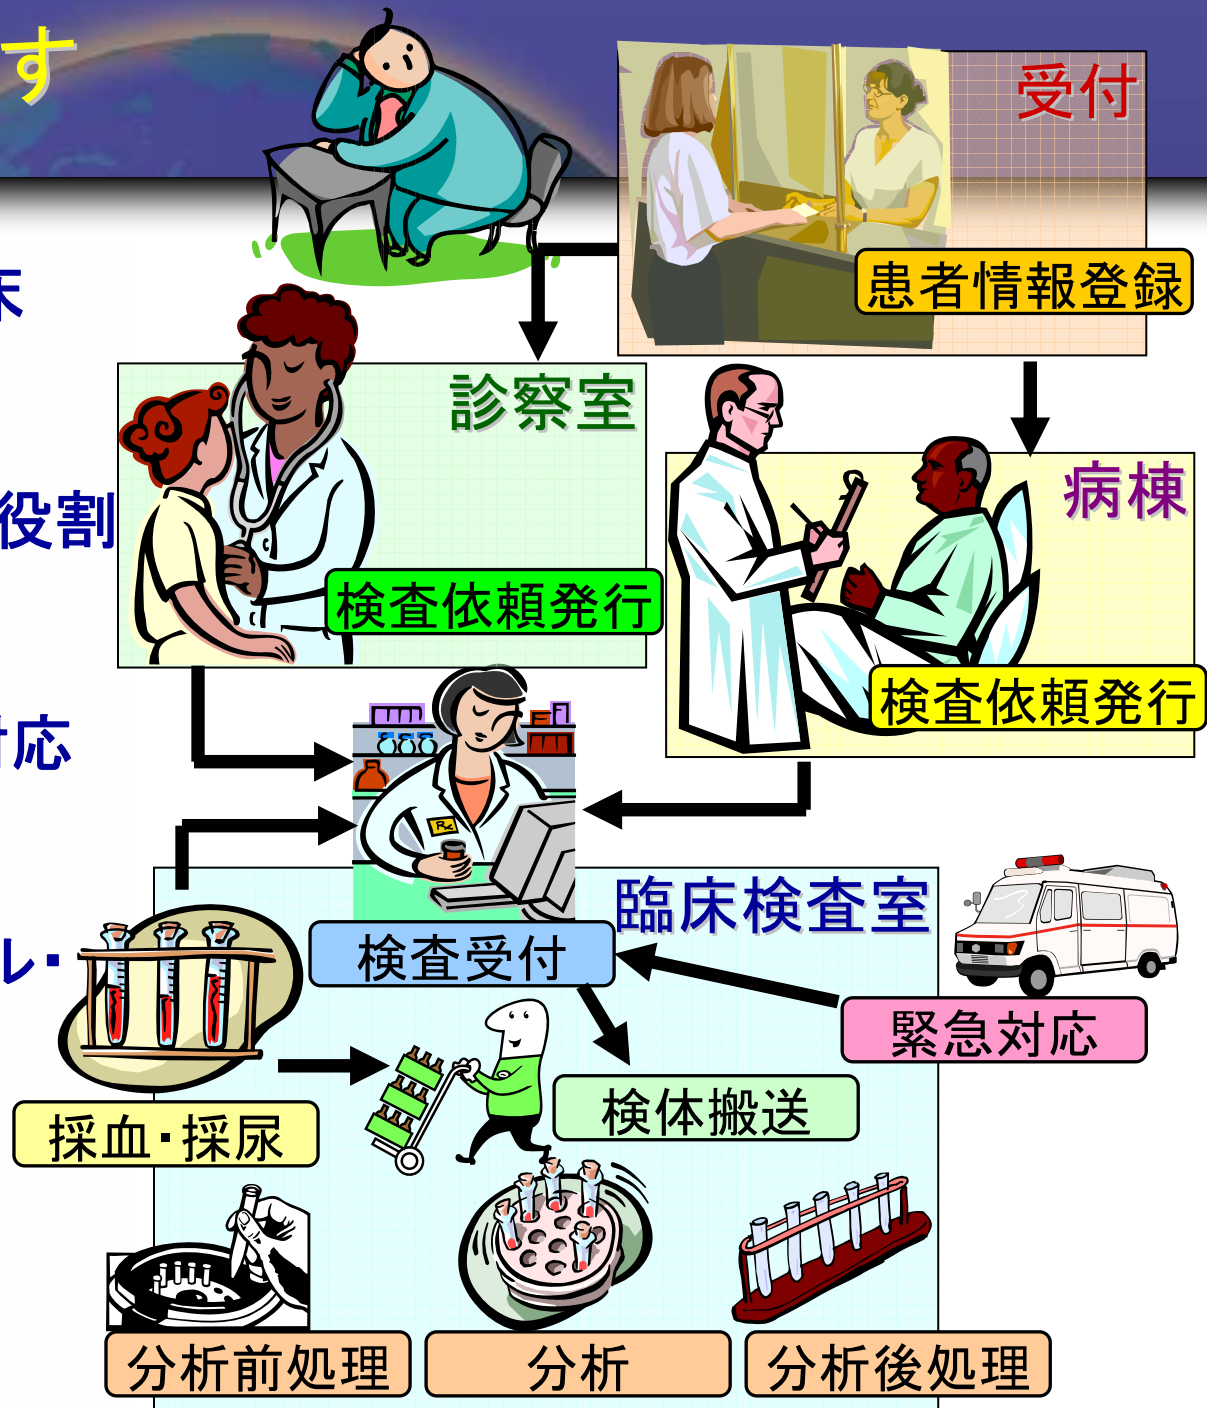 す
受付
患者情報登録
床
診察室
病棟
役割
検査依頼発行
検査依頼発行
対応
臨床検査室
ル・
検査受付
緊急対応
検体搬送
採血・採尿
分析前処理
分析
分析後処理